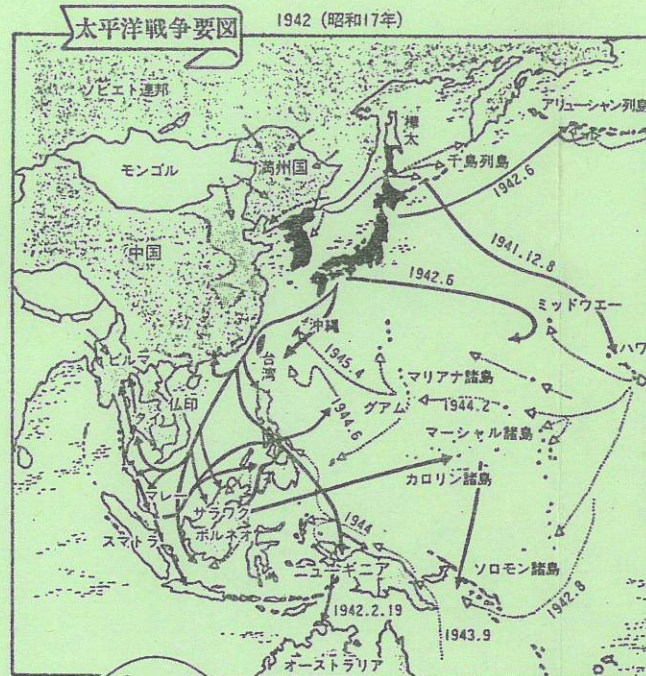 太平洋戦争要図
1942 (昭和17年)
ソビエト連邦
アリューシャン列島
樺太
千島列島
満州国
モンゴル
1942.6
中国
1941.12.8
1942.6
ミッドウエー
沖縄
ハワ
台湾
ビルマ
1945.4
マリアナ諸島
仏印
タイ
グアム
1944.2
1944.6
マーシャル諸島
カロリン諸島
マレー
サラワク
ボルネオ
スマトラ
1944
ニューギニア
ソロモン諸島
1942.8
1942.2.19
1943.9
オーストラリア